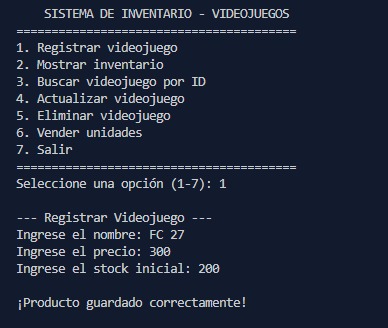 SISTEMA DE INVENTARIO - VIDEOJUEGOS
========================================
1. Registrar videojuego
2. Mostrar inventario
3. Buscar videojuego por ID
4. Actualizar videojuego
5. Eliminar videojuego
6. Vender unidades
7. Salir
========================================
Seleccione una opción (1-7): 1
--- Registrar Videojuego ---
Ingrese el nombre: FC 27
Ingrese el precio: 300
Ingrese el stock inicial: 200
¡Producto guardado correctamente!